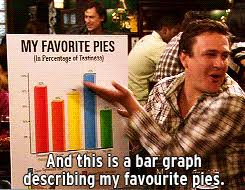 MY FAVORITE PIES
(In Percentage of Tastiness)
And this is a bar graph
describing my favourite pies.